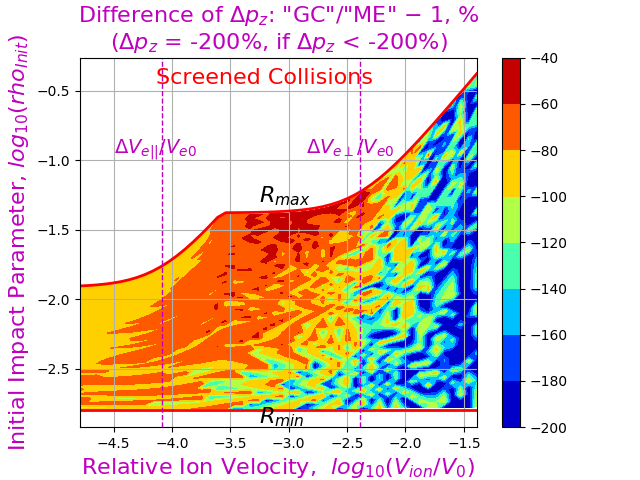 Difference of Δp_z: "GC"/"ME" − 1, %
(Δp_z = -200%, if Δp_z < -200%)
Screened Collisions
ΔV_e||/V_e0 ΔV_e⊥/V_e0
R_max
R_min
Initial Impact Parameter, log_10(rho_Init)
−0.5
−1.0
−1.5
−2.0
−2.5
−4.5 −4.0 −3.5 −3.0 −2.5 −2.0 −1.5
Relative Ion Velocity, log_10(V_ion/V_0)
−40
−60
−80
−100
−120
−140
−160
−180
−200